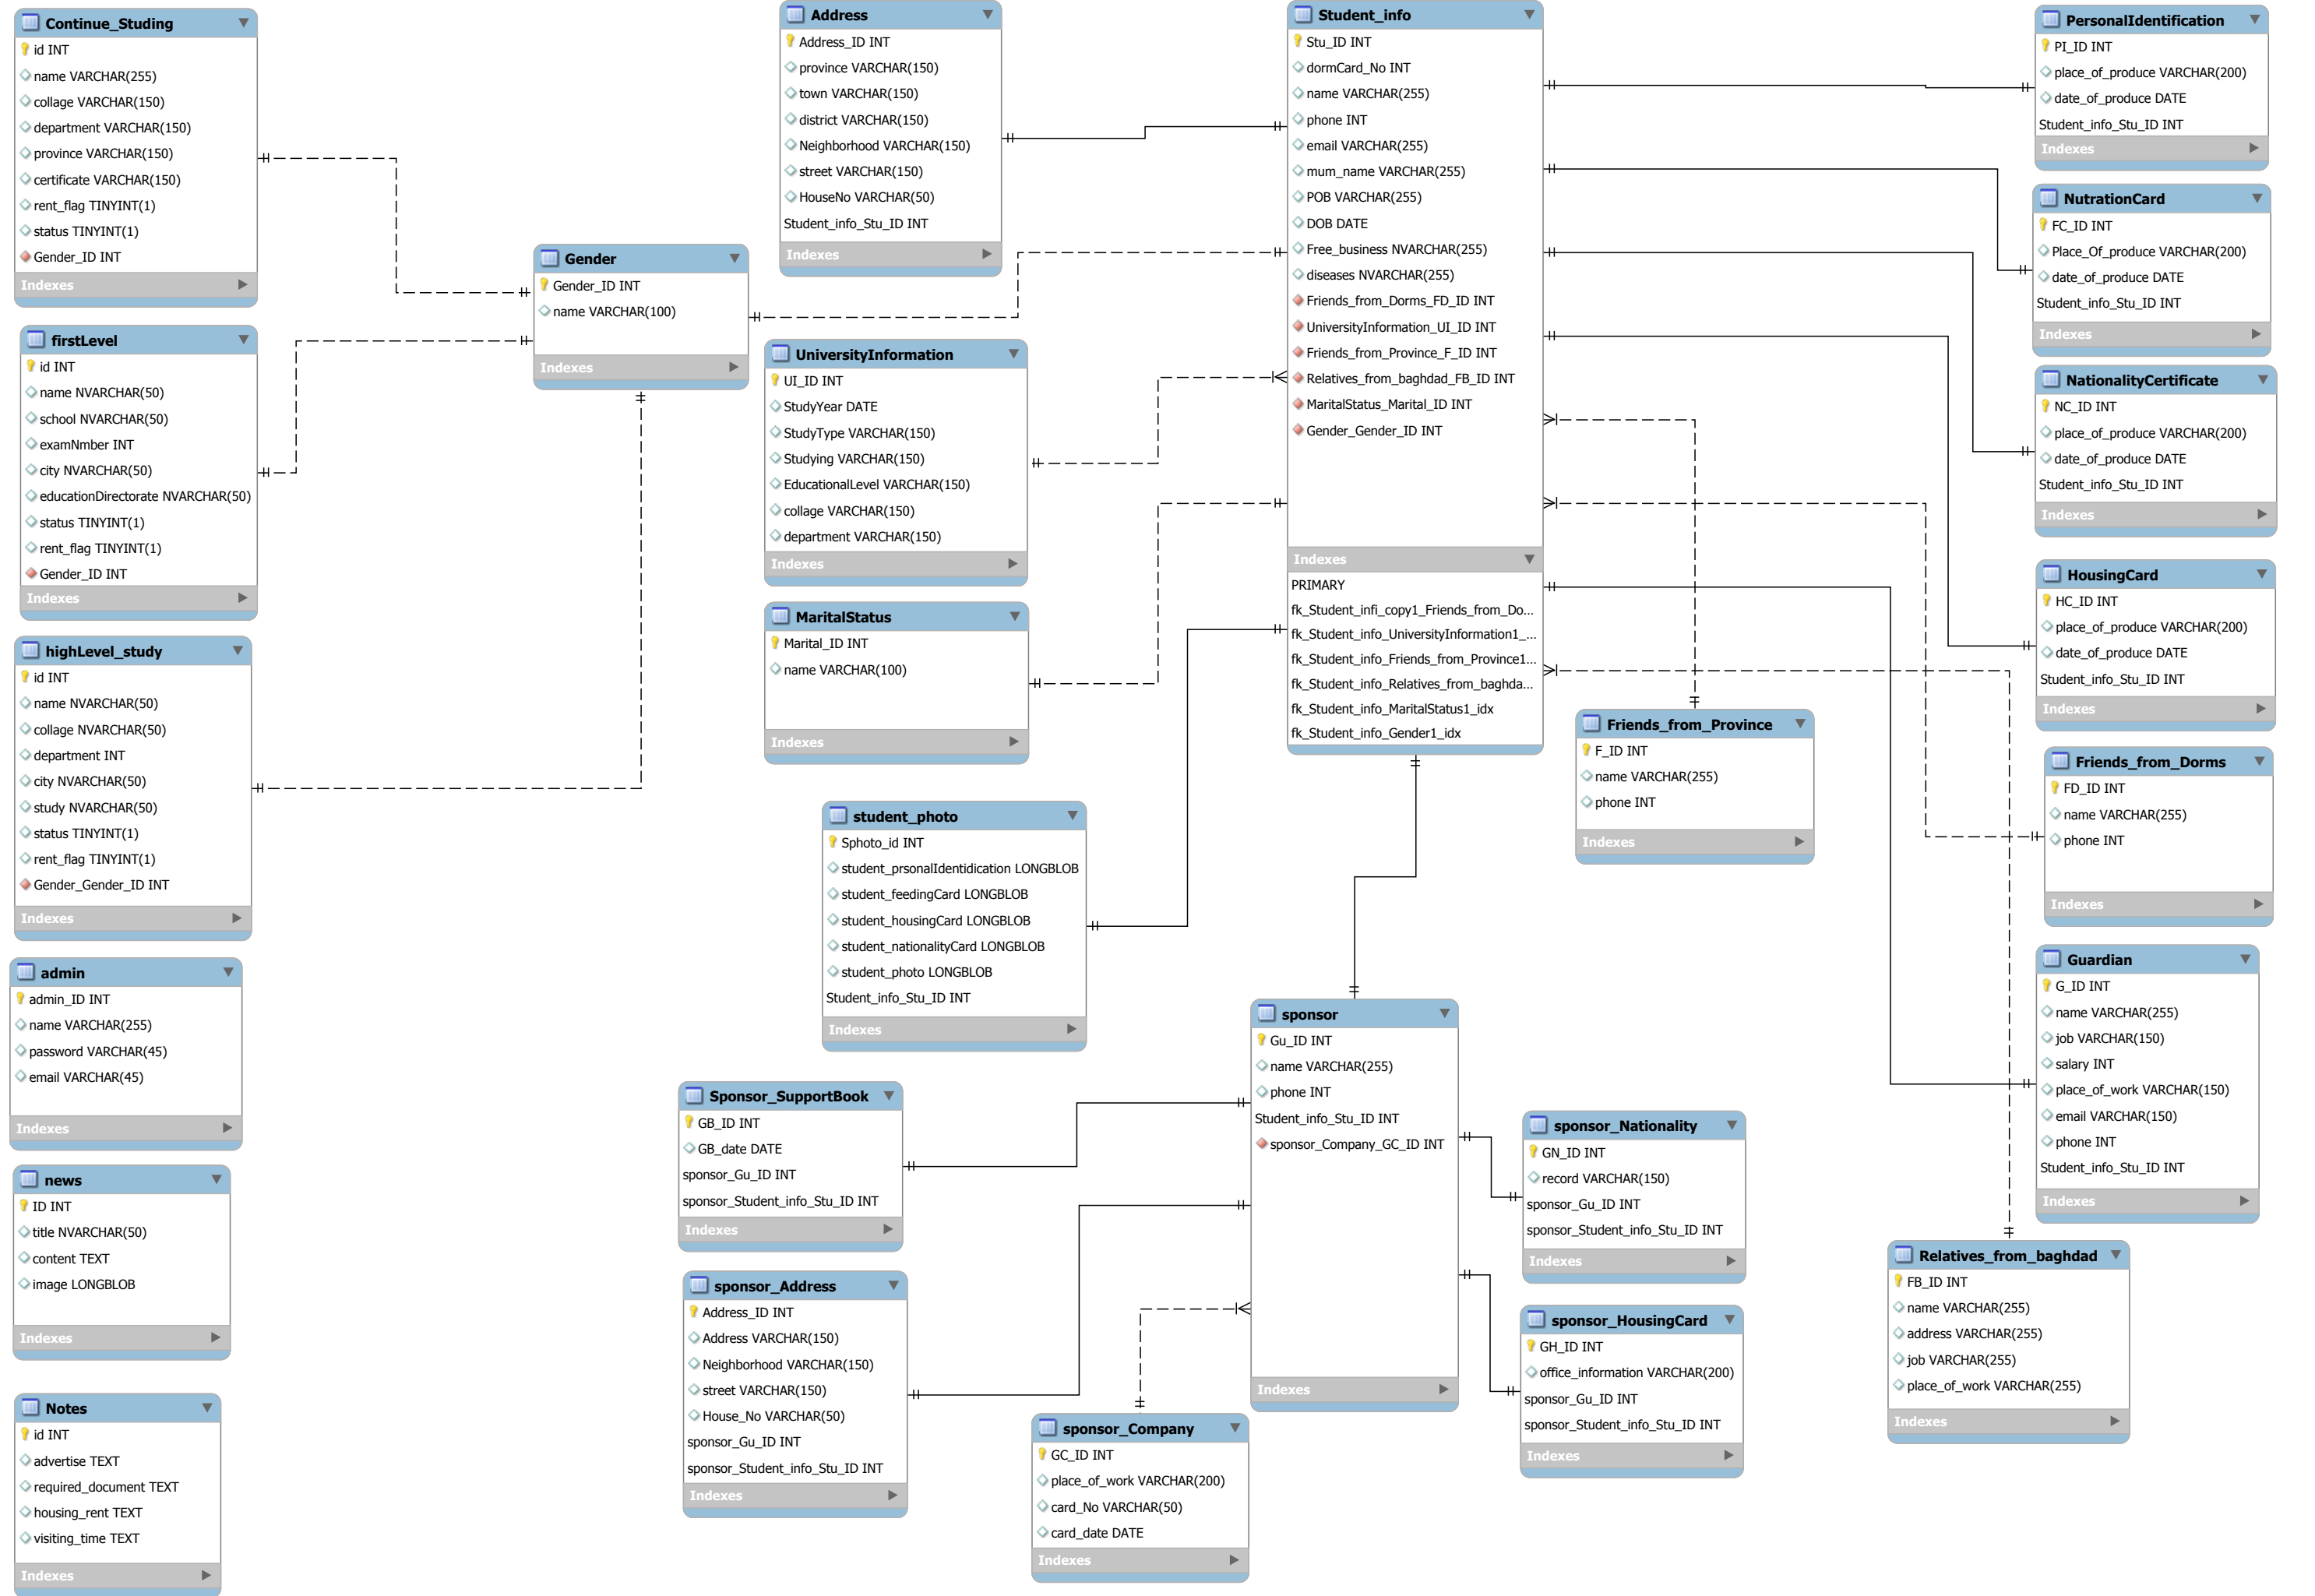 Continue_Studing
id INT
name VARCHAR(255)
collage VARCHAR(150)
department VARCHAR(150)
province VARCHAR(150)
certificate VARCHAR(150)
rent_flag TINYINT(1)
status TINYINT(1)
Gender_ID INT
Indexes
firstLevel
id INT
name NVARCHAR(50)
school NVARCHAR(50)
examNmber INT
city NVARCHAR(50)
educationDirectorate NVARCHAR(50)
status TINYINT(1)
rent_flag TINYINT(1)
Gender_ID INT
Indexes
highLevel_study
id INT
name NVARCHAR(50)
collage NVARCHAR(50)
department INT
city NVARCHAR(50)
study NVARCHAR(50)
status TINYINT(1)
rent_flag TINYINT(1)
Gender_Gender_ID INT
Indexes
admin
admin_ID INT
name VARCHAR(255)
password VARCHAR(45)
email VARCHAR(45)
Indexes
news
ID INT
title NVARCHAR(50)
content TEXT
image LONGBLOB
Indexes
Notes
id INT
advertise TEXT
required_document TEXT
housing_rent TEXT
visiting_time TEXT
Indexes
Gender
Gender_ID INT
name VARCHAR(100)
Indexes
Address
Address_ID INT
province VARCHAR(150)
town VARCHAR(150)
district VARCHAR(150)
Neighborhood VARCHAR(150)
street VARCHAR(150)
HouseNo VARCHAR(50)
Student_info_Stu_ID INT
Indexes
UniversityInformation
UI_ID INT
StudyYear DATE
StudyType VARCHAR(150)
Studying VARCHAR(150)
EducationalLevel VARCHAR(150)
collage VARCHAR(150)
department VARCHAR(150)
Indexes
MaritalStatus
Marital_ID INT
name VARCHAR(100)
Indexes
student_photo
Sphoto_id INT
student_prsonalIdentidication LONGBLOB
student_feedingCard LONGBLOB
student_housingCard LONGBLOB
student_nationalityCard LONGBLOB
student_photo LONGBLOB
Student_info_Stu_ID INT
Indexes
Sponsor_SupportBook
GB_ID INT
GB_date DATE
sponsor_Gu_ID INT
sponsor_Student_info_Stu_ID INT
Indexes
sponsor_Address
Address_ID INT
Address VARCHAR(150)
Neighborhood VARCHAR(150)
street VARCHAR(150)
House_No VARCHAR(50)
sponsor_Gu_ID INT
sponsor_Student_info_Stu_ID INT
Indexes
sponsor_Company
GC_ID INT
place_of_work VARCHAR(200)
card_No VARCHAR(50)
card_date DATE
Indexes
Student_info
Stu_ID INT
dormCard_No INT
name VARCHAR(255)
phone INT
email VARCHAR(255)
mum_name VARCHAR(255)
POB VARCHAR(255)
DOB DATE
Free_business NVARCHAR(255)
diseases NVARCHAR(255)
Friends_from_Dorms_FD_ID INT
UniversityInformation_UI_ID INT
Friends_from_Province_F_ID INT
Relatives_from_baghdad_FB_ID INT
MaritalStatus_Marital_ID INT
Gender_Gender_ID INT
Indexes
PRIMARY
fk_Student_infi_copy1_Friends_from_Do...
fk_Student_info_UniversityInformation1_...
fk_Student_info_Friends_from_Province1...
fk_Student_info_Relatives_from_baghda...
fk_Student_info_MaritalStatus1_idx
fk_Student_info_Gender1_idx
sponsor
Gu_ID INT
name VARCHAR(255)
phone INT
Student_info_Stu_ID INT
sponsor_Company_GC_ID INT
Indexes
sponsor_Nationality
GN_ID INT
record VARCHAR(150)
sponsor_Gu_ID INT
sponsor_Student_info_Stu_ID INT
Indexes
sponsor_HousingCard
GH_ID INT
office_information VARCHAR(200)
sponsor_Gu_ID INT
sponsor_Student_info_Stu_ID INT
Indexes
Friends_from_Province
F_ID INT
name VARCHAR(255)
phone INT
Indexes
PersonalIdentification
PI_ID INT
place_of_produce VARCHAR(200)
date_of_produce DATE
Student_info_Stu_ID INT
Indexes
NutrationCard
FC_ID INT
Place_Of_produce VARCHAR(200)
date_of_produce DATE
Student_info_Stu_ID INT
Indexes
NationalityCertificate
NC_ID INT
place_of_produce VARCHAR(200)
date_of_produce DATE
Student_info_Stu_ID INT
Indexes
HousingCard
HC_ID INT
place_of_produce VARCHAR(200)
date_of_produce DATE
Student_info_Stu_ID INT
Indexes
Friends_from_Dorms
FD_ID INT
name VARCHAR(255)
phone INT
Indexes
Guardian
G_ID INT
name VARCHAR(255)
job VARCHAR(150)
salary INT
place_of_work VARCHAR(150)
email VARCHAR(150)
phone INT
Student_info_Stu_ID INT
Indexes
Relatives_from_baghdad
FB_ID INT
name VARCHAR(255)
address VARCHAR(255)
job VARCHAR(255)
place_of_work VARCHAR(255)
Indexes